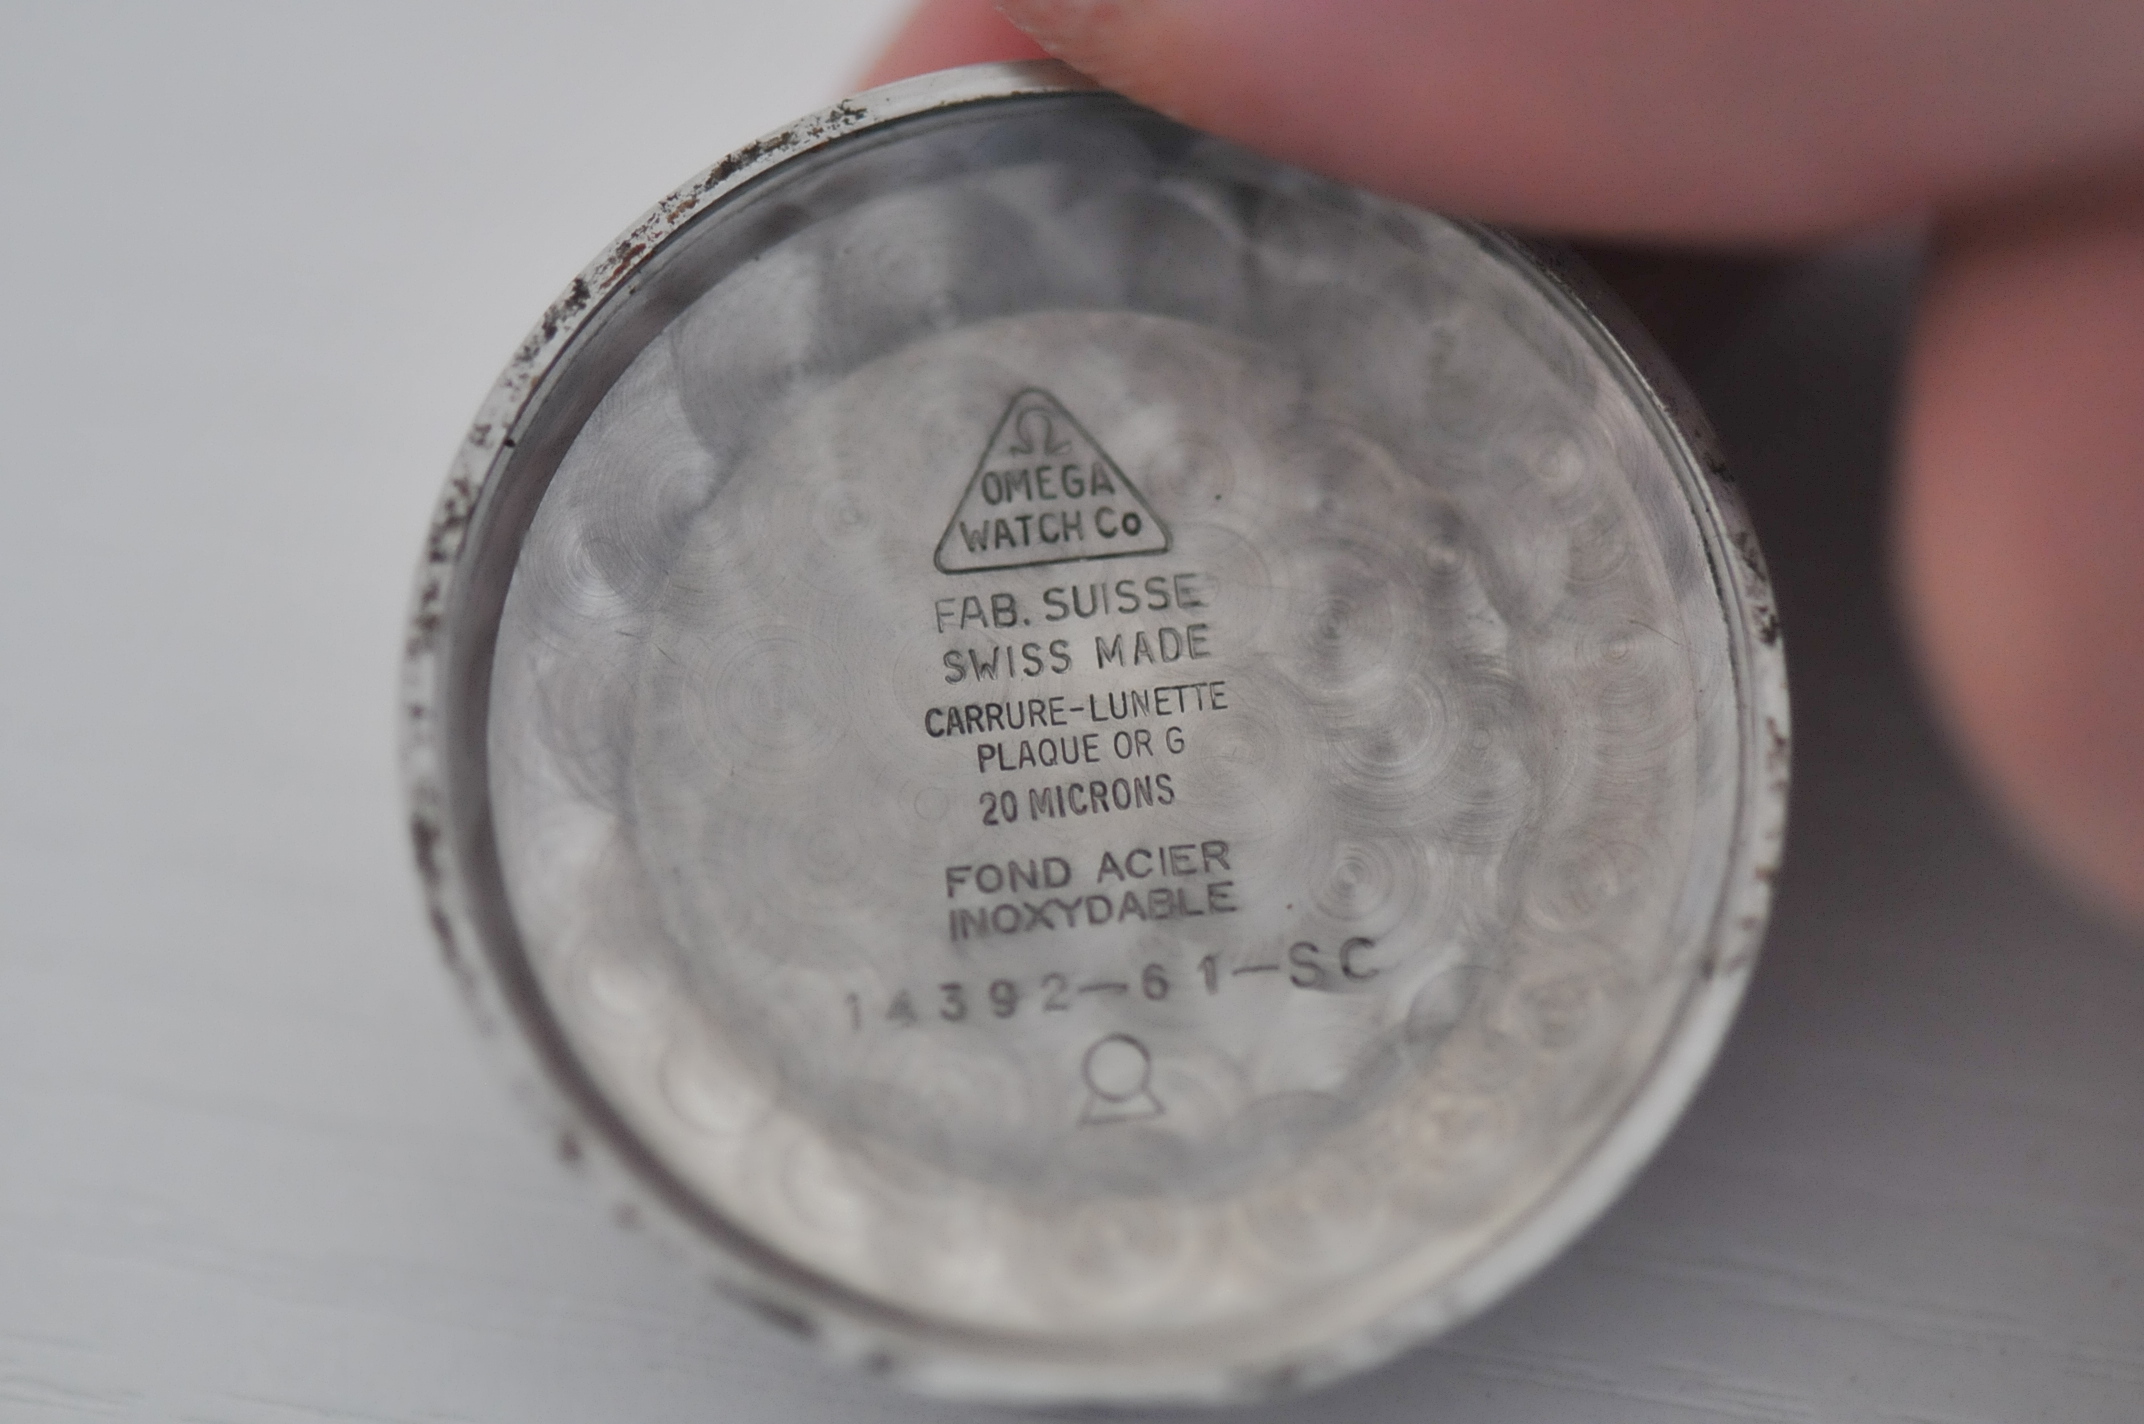 Ω
OMEGA
WATCH Co
FAB. SUISSE
SWISS MADE
CARRURE-LUNETTE
PLAQUE OR G
20 MICRONS
FOND ACIER
INOXYDABLE
14392-61-SC